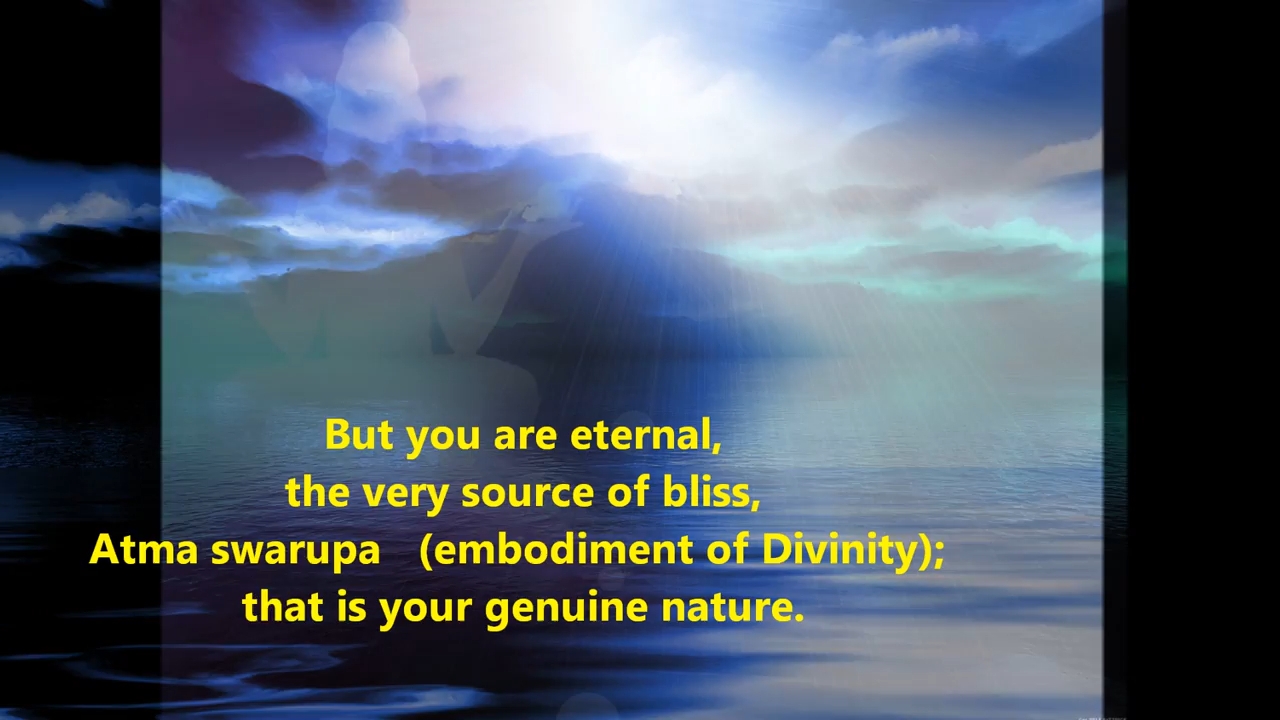 But you are eternal,
the very source of bliss,
Atma swarupa (embodiment of Divinity);
that is your genuine nature.